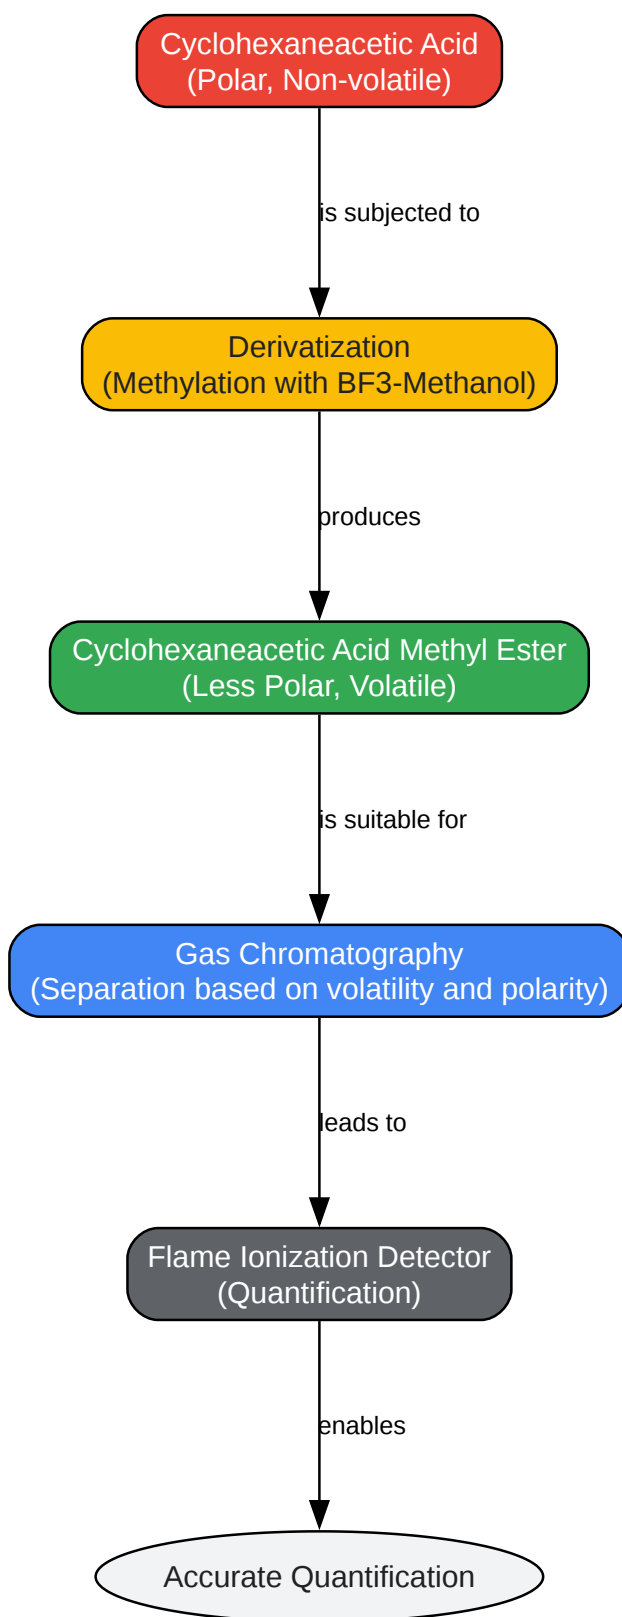 Cyclohexaneacetic Acid
(Polar, Non-volatile)
is subjected to
Derivatization
(Methylation with BF3-Methanol)
produces
Cyclohexaneacetic Acid Methyl Ester
(Less Polar, Volatile)
is suitable for
Gas Chromatography
(Separation based on volatility and polarity)
leads to
Flame Ionization Detector
(Quantification)
enables
Accurate Quantification